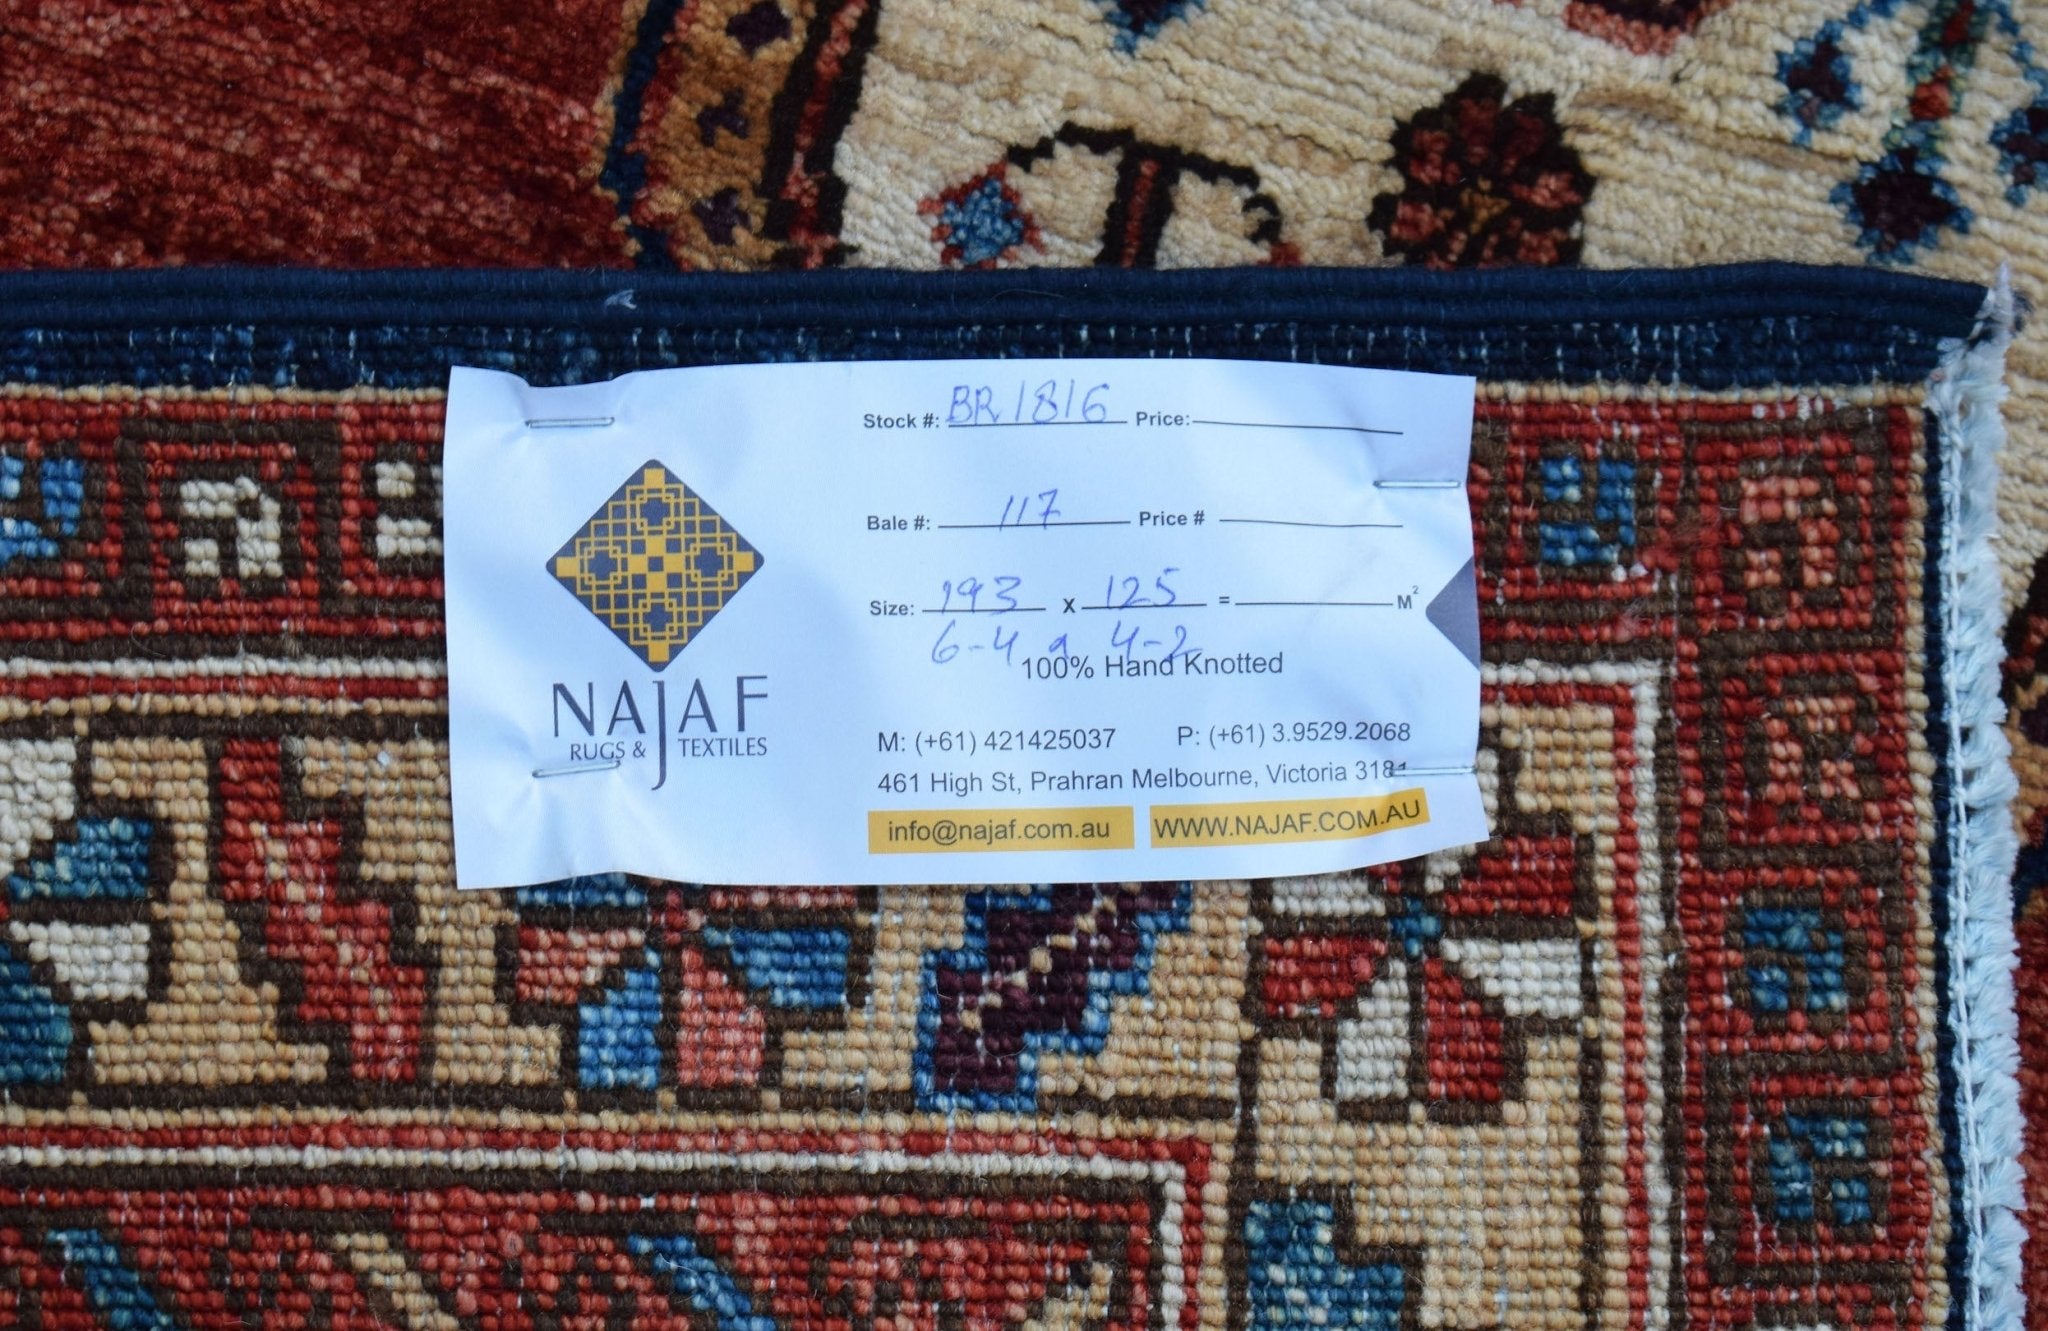 Stock #: BR1816 Price:
Bale #: 117 Price #
Size: 193 x 125 = M²
6-4 4-2
100% Hand Knotted
NAJAF
RUGS & TEXTILES
M: (+61) 421425037 P: (+61) 3.9529.2068
461 High St, Prahran Melbourne, Victoria 3181
info@najaf.com.au WWW.NAJAF.COM.AU